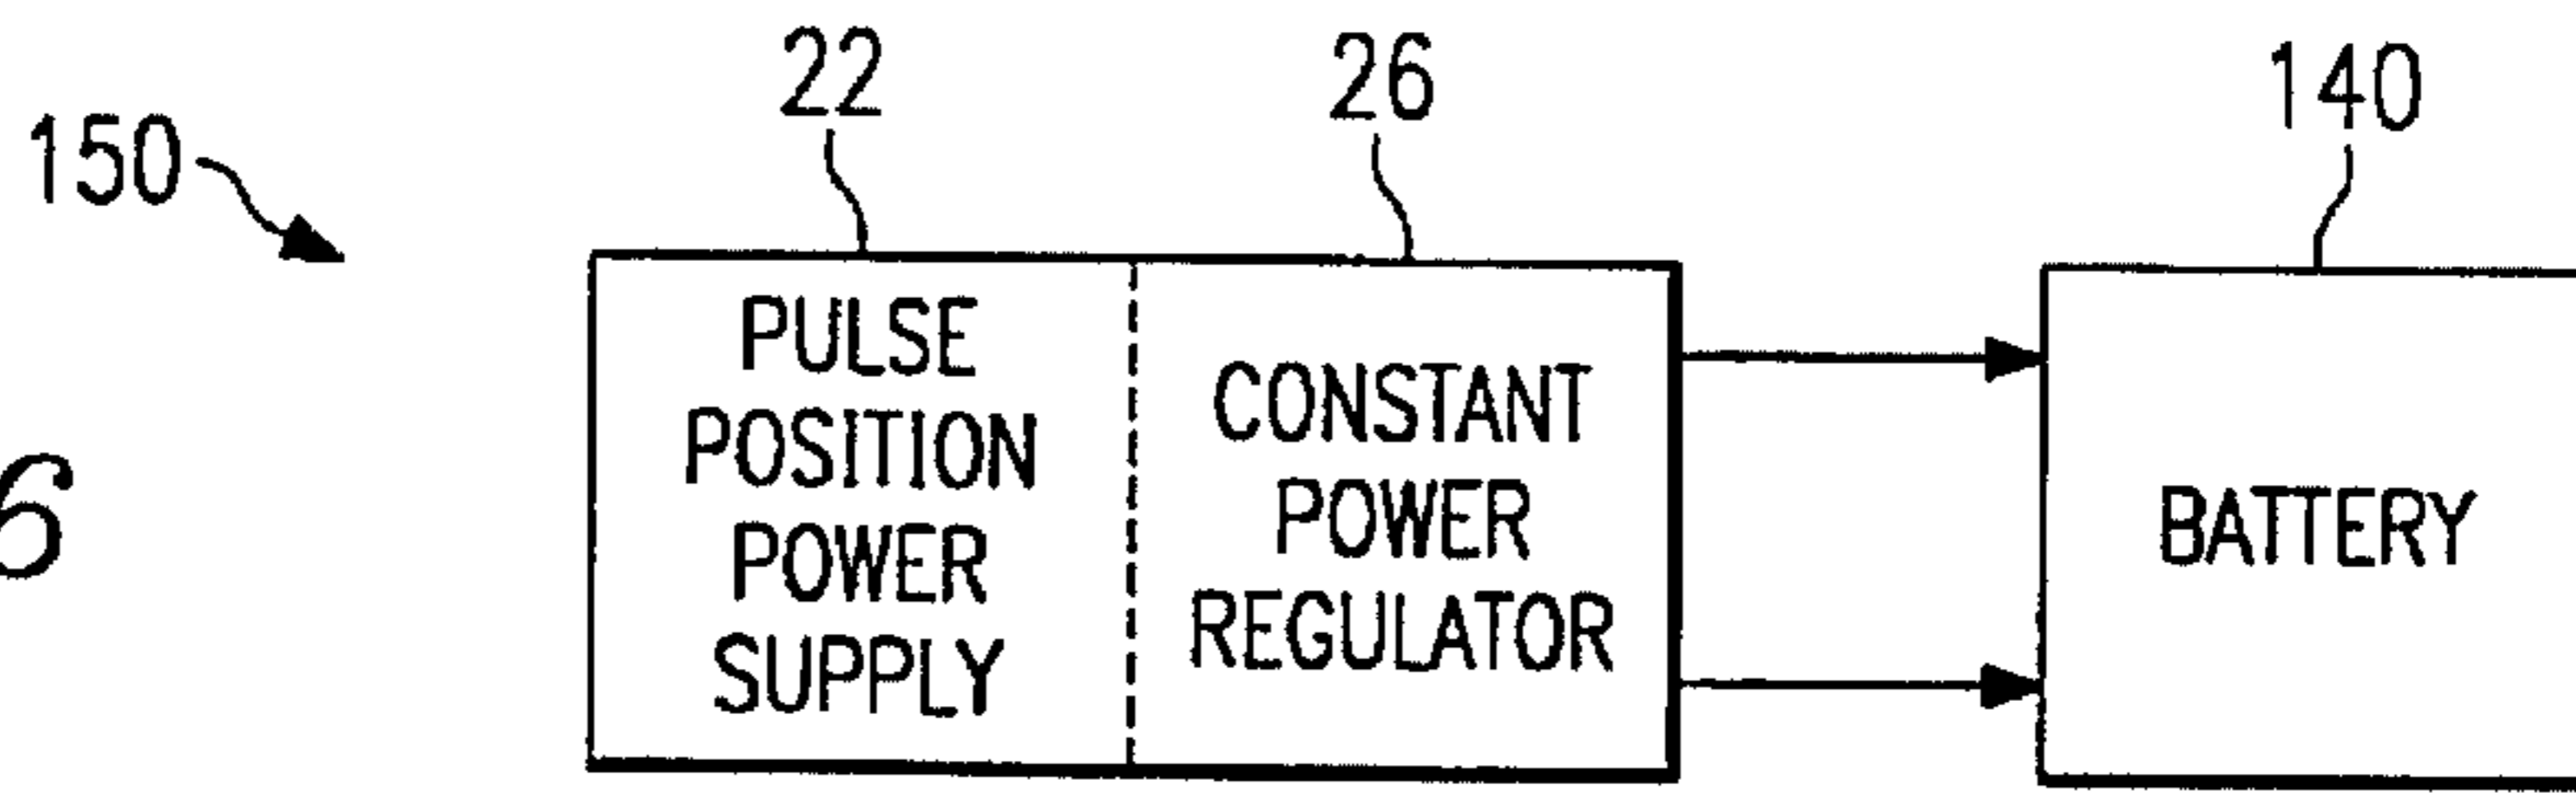 22
26
140
150
PULSE
POSITION
POWER
SUPPLY
CONSTANT
POWER
REGULATOR
BATTERY
6